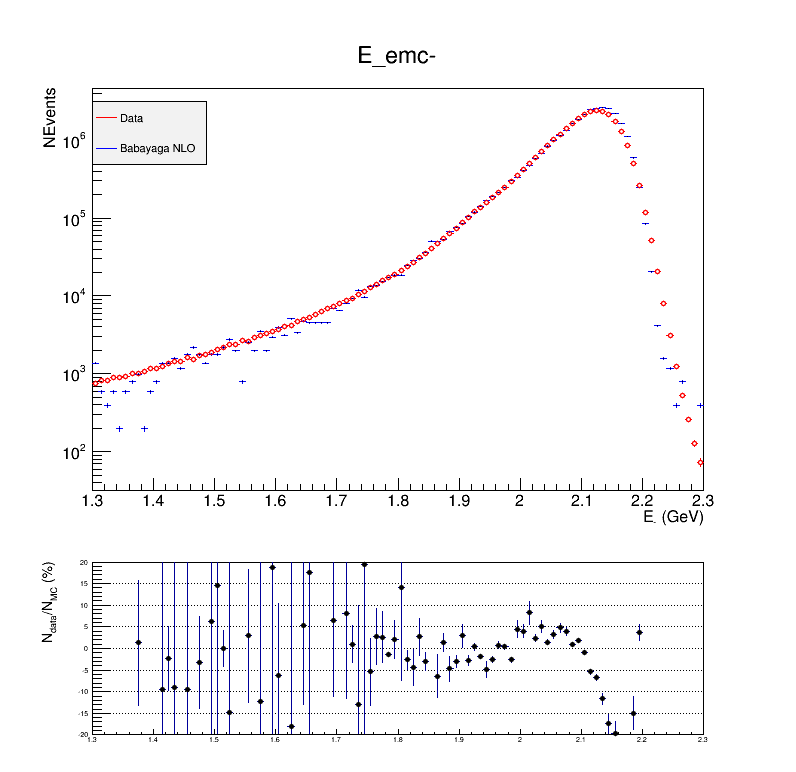 E_emc-
NEvents
Data
Babayaga NLO
10^6
10^5
10^4
10^3
10^2
1.3 1.4 1.5 1.6 1.7 1.8 1.9 2 2.1 2.2 2.3
E_- (GeV)
N_data/N_MC (%)
20
15
10
5
0
-5
-10
-15
-20
1.3 1.4 1.5 1.6 1.7 1.8 1.9 2 2.1 2.2 2.3